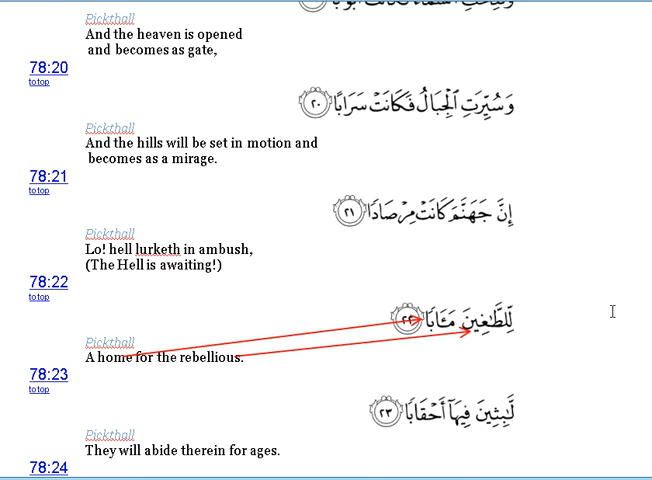 Pickthall
And the heaven is opened
and becomes as gate,
78:20
to top
وَسُيِّرَتِ ٱلْجِبَالُ فَكَانَتْ سَرَابًا ٢٠
Pickthall
And the hills will be set in motion and
becomes as a mirage.
78:21
to top
إِنَّ جَهَنَّمَ كَانَتْ مِرْصَادًا ٢١
Pickthall
Lo! hell lurketh in ambush,
(The Hell is awaiting!)
78:22
to top
لِّلطَّـٰغِينَ مَـَٔابًا ٢٢
Pickthall
A home for the rebellious.
78:23
to top
لَّـٰبِثِينَ فِيهَآ أَحْقَابًا ٢٣
Pickthall
They will abide therein for ages.
78:24